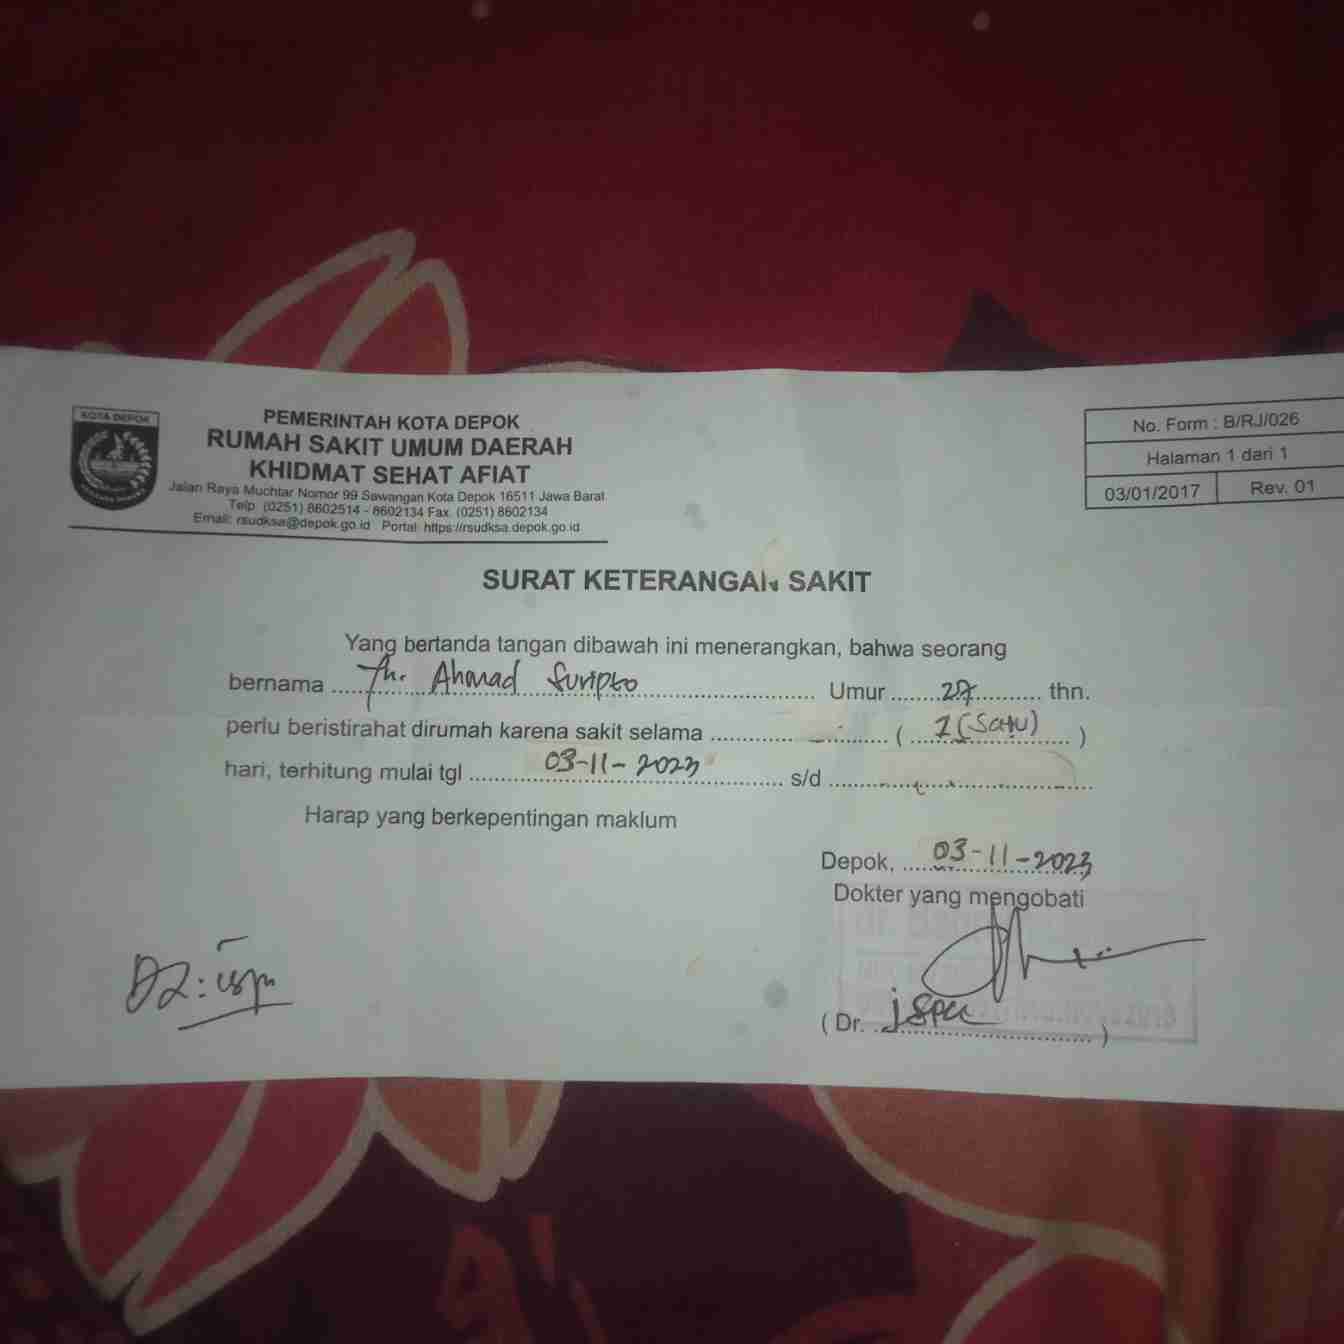 KOTA DEPOK
PEMERINTAH KOTA DEPOK
RUMAH SAKIT UMUM DAERAH
KHIDMAT SEHAT AFIAT
Jalan Raya Muchtar Nomor 99 Sawangan Kota Depok 16511 Jawa Barat
Telp (0251) 8602514 - 8602134 Fax. (0251) 8602134
Email: rsudksa@depok.go.id Portal: https://rsudksa.depok.go.id
No. Form : B/RJ/026
Halaman 1 dari 1
03/01/2017 Rev. 01
SURAT KETERANGAN SAKIT
Yang bertanda tangan dibawah ini menerangkan, bahwa seorang
bernama Ahmad Suripto Umur 27 thn.
perlu beristirahat dirumah karena sakit selama ( 1 (SATU) )
hari, terhitung mulai tgl 03-11-2023 s/d
Harap yang berkepentingan maklum
Depok, 03-11-2023
Dokter yang mengobati
(Dr. )